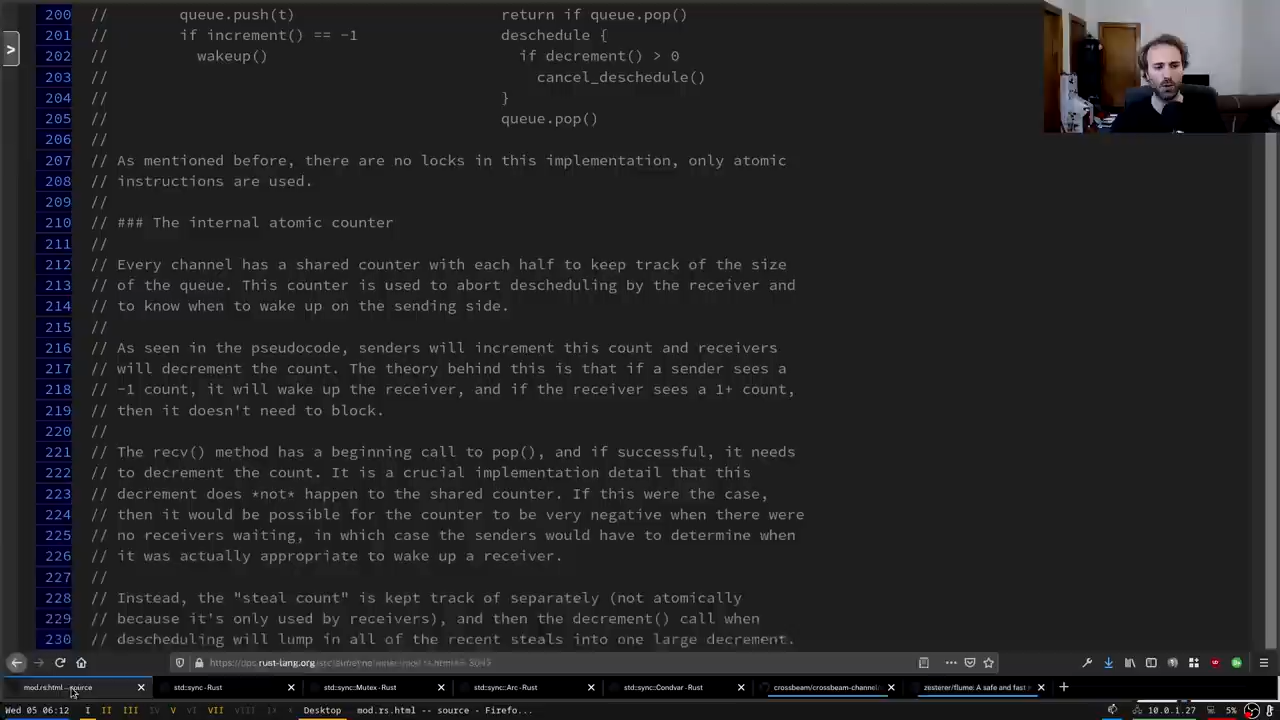 200 //        queue.push(t)                       return if queue.pop()
201 //        if increment() == -1                deschedule {
202 //          wakeup()                            if decrement() > 0
203 //                                                cancel_deschedule()
204 //                                            }
205 //                                            queue.pop()
206 //
207 // As mentioned before, there are no locks in this implementation, only atomic
208 // instructions are used.
209 //
210 // ### The internal atomic counter
211 //
212 // Every channel has a shared counter with each half to keep track of the size
213 // of the queue. This counter is used to abort descheduling by the receiver and
214 // to know when to wake up on the sending side.
215 //
216 // As seen in the pseudocode, senders will increment this count and receivers
217 // will decrement the count. The theory behind this is that if a sender sees a
218 // -1 count, it will wake up the receiver, and if the receiver sees a 1+ count,
219 // then it doesn't need to block.
220 //
221 // The recv() method has a beginning call to pop(), and if successful, it needs
222 // to decrement the count. It is a crucial implementation detail that this
223 // decrement does *not* happen to the shared counter. If this were the case,
224 // then it would be possible for the counter to be very negative when there were
225 // no receivers waiting, in which case the senders would have to determine when
226 // it was actually appropriate to wake up a receiver.
227 //
228 // Instead, the "steal count" is kept track of separately (not atomically
229 // because it's only used by receivers), and then the decrement() call when
230 // descheduling will lump in all of the recent steals into one large decrement.
rust-lang.org
mod.rs.html -- source std::sync - Rust std::sync::Mutex - Rust std::sync::Arc - Rust std::sync::Condvar - Rust crossbeam/crossbeam-channel zesterer/flume: A safe and fast
Wed 05 06:12 I II III IV V VI VII VIII IX Desktop mod.rs.html -- source - Firefo... 10.0.1.27 5%